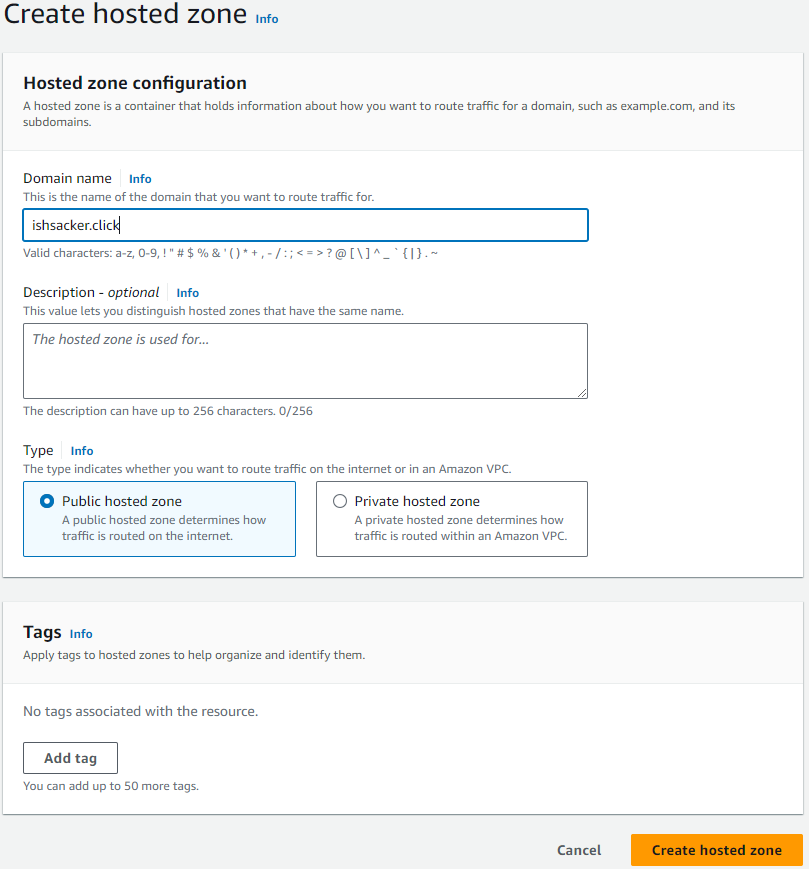 Create hosted zone Info
Hosted zone configuration
A hosted zone is a container that holds information about how you want to route traffic for a domain, such as example.com, and its
subdomains.
Domain name Info
This is the name of the domain that you want to route traffic for.
ishsacker.click
Valid characters: a-z, 0-9, ! " # $ % & ' ( ) * + , - / : ; < = > ? @ [ \ ] ^ _ ` { | } . ~
Description - optional Info
This value lets you distinguish hosted zones that have the same name.
The hosted zone is used for...
The description can have up to 256 characters. 0/256
Type Info
The type indicates whether you want to route traffic on the internet or in an Amazon VPC.
Public hosted zone
A public hosted zone determines how
traffic is routed on the internet.
Private hosted zone
A private hosted zone determines how
traffic is routed within an Amazon VPC.
Tags Info
Apply tags to hosted zones to help organize and identify them.
No tags associated with the resource.
Add tag
You can add up to 50 more tags.
Cancel Create hosted zone